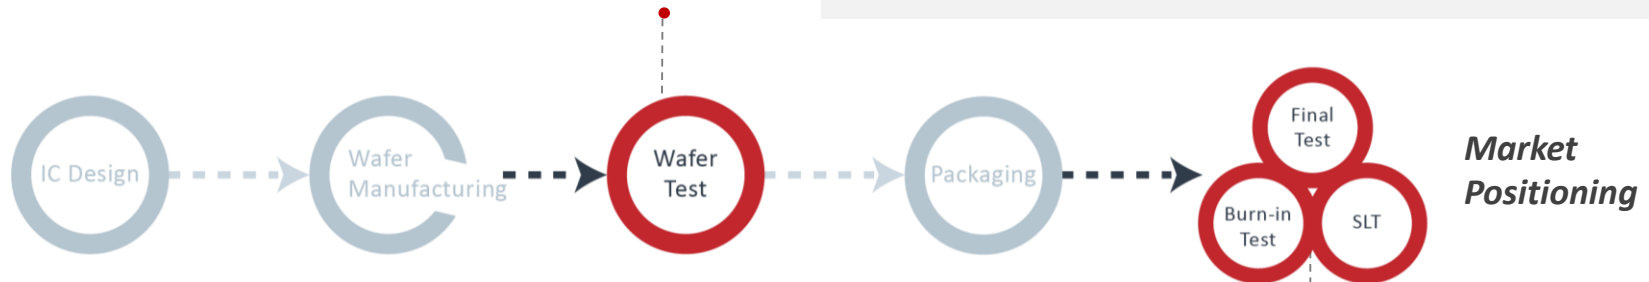 IC Design
Wafer
Manufacturing
Wafer
Test
Packaging
Final
Test
Burn-in
Test
SLT
Market
Positioning